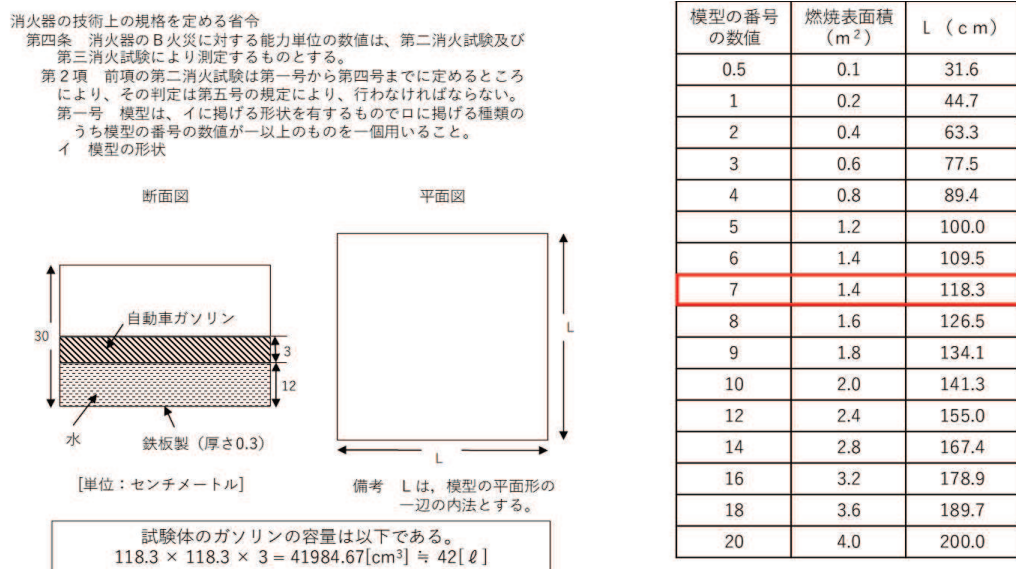 消火器の技術上の規格を定める省令
第四条　消火器のB火災に対する能力単位の数値は、第二消火試験及び
第三消火試験により測定するものとする。
第２項　前項の第二消火試験は第一号から第四号までに定めるところ
により、その判定は第五号の規定により、行わなければならない。
第一号　模型は、イに掲げる形状を有するものでロに掲げる種類の
うち模型の番号の数値が一以上のものを一個用いること。
イ　模型の形状
断面図
平面図
30
自動車ガソリン
3
12
水
鉄板製（厚さ0.3）
L
L
[単位：センチメートル]
備考　Lは，模型の平面形の
一辺の内法とする。
試験体のガソリンの容量は以下である。
118.3 × 118.3 × 3 = 41984.67[cm³] ≒ 42[ℓ]
模型の番号の数値　燃焼表面積（m²）　L （cm）
0.5　0.1　31.6
1　0.2　44.7
2　0.4　63.3
3　0.6　77.5
4　0.8　89.4
5　1.2　100.0
6　1.4　109.5
7　1.4　118.3
8　1.6　126.5
9　1.8　134.1
10　2.0　141.3
12　2.4　155.0
14　2.8　167.4
16　3.2　178.9
18　3.6　189.7
20　4.0　200.0